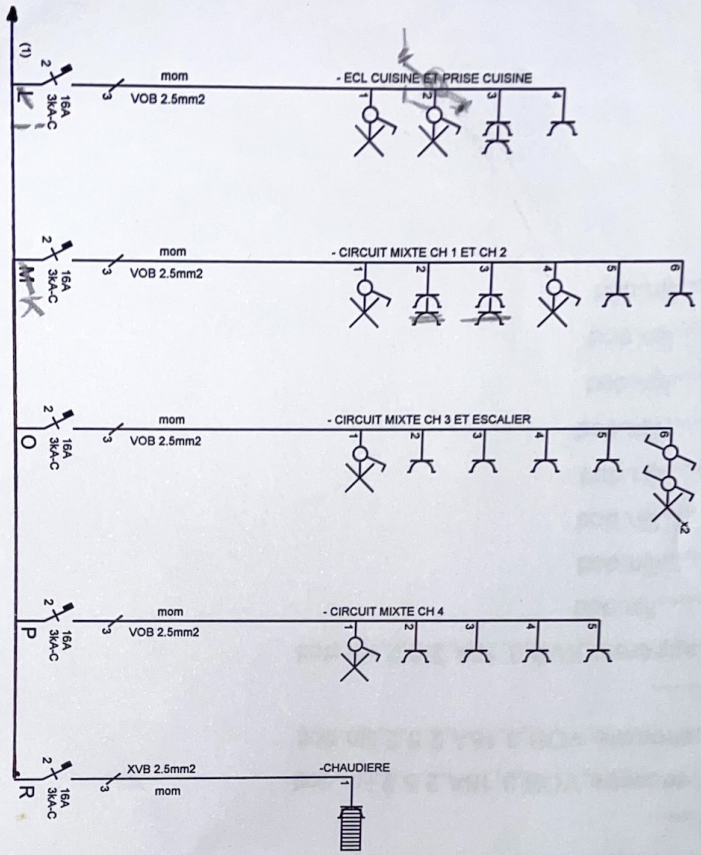 (1)
2
16A
3kA-C
3
mom
VOB 2.5mm2
- ECL CUISINE ET PRISE CUISINE
1
2
3
4
M
K
2
16A
3kA-C
3
mom
VOB 2.5mm2
- CIRCUIT MIXTE CH 1 ET CH 2
1
2
3
4
5
6
O
2
16A
3kA-C
3
mom
VOB 2.5mm2
- CIRCUIT MIXTE CH 3 ET ESCALIER
1
2
3
4
5
6
x2
P
2
16A
3kA-C
3
mom
VOB 2.5mm2
- CIRCUIT MIXTE CH 4
1
2
3
4
5
R
2
16A
3kA-C
3
XVB 2.5mm2
mom
-CHAUDIERE